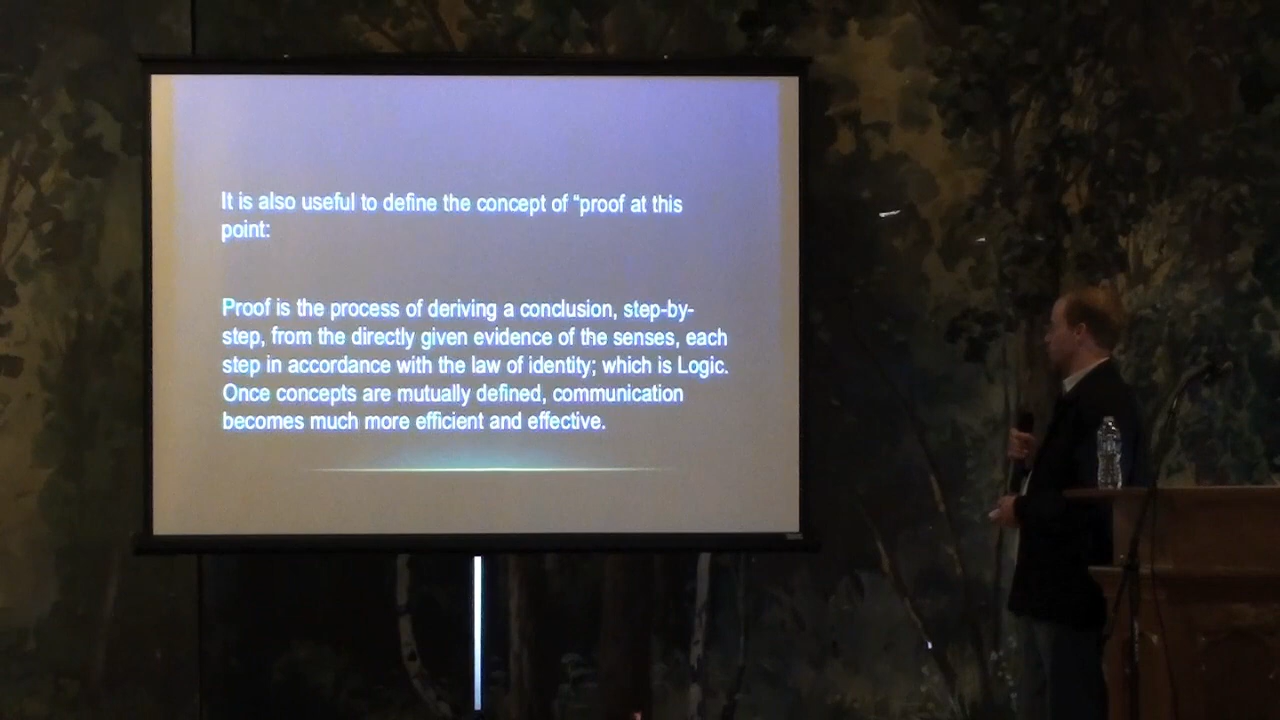 It is also useful to define the concept of "proof at this
point:
Proof is the process of deriving a conclusion, step-by-
step, from the directly given evidence of the senses, each
step in accordance with the law of identity; which is Logic.
Once concepts are mutually defined, communication
becomes much more efficient and effective.